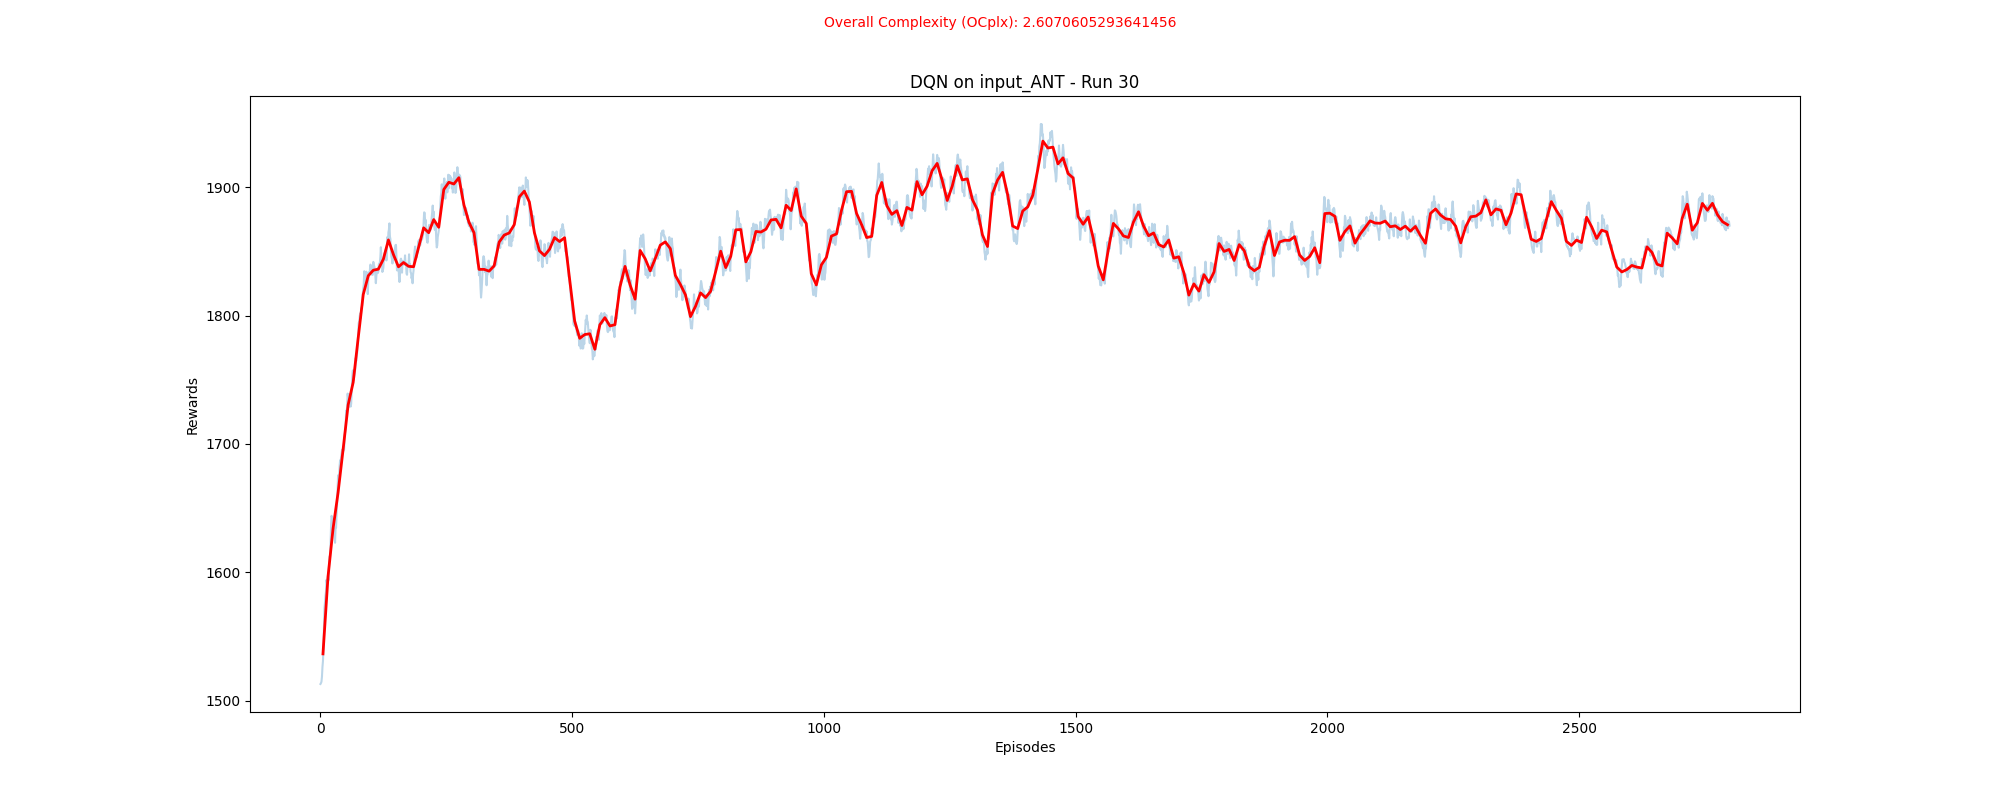 Overall Complexity (OCplx): 2.6070605293641456
DQN on input_ANT - Run 30
1900
1800
1700
1600
1500
Rewards
0 500 1000 1500 2000 2500
Episodes